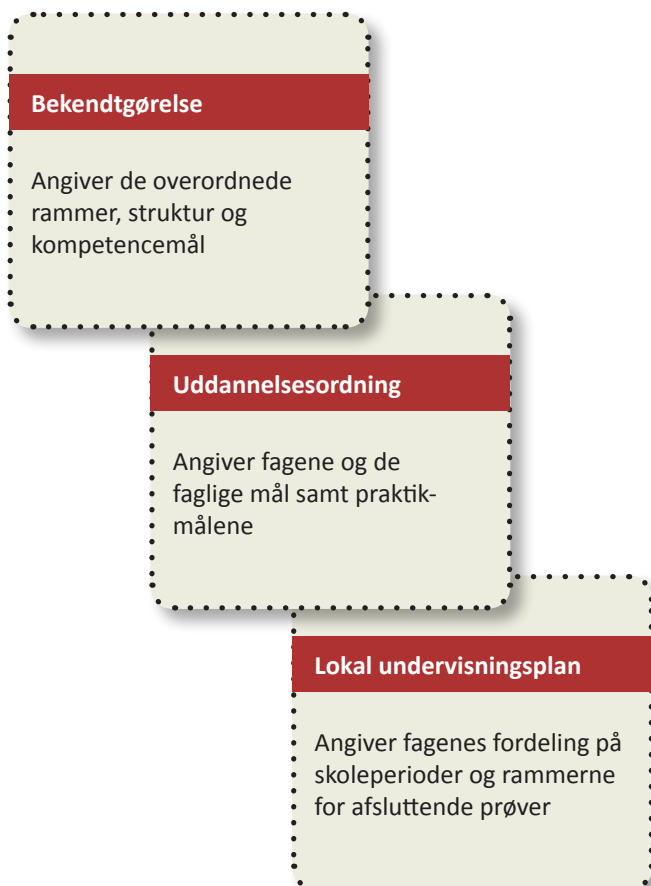 Bekendtgørelse
Angiver de overordnede
rammer, struktur og
kompetencemål
Uddannelsesordning
Angiver fagene og de
faglige mål samt praktik-
målene
Lokal undervisningsplan
Angiver fagenes fordeling på
skoleperioder og rammerne
for afsluttende prøver